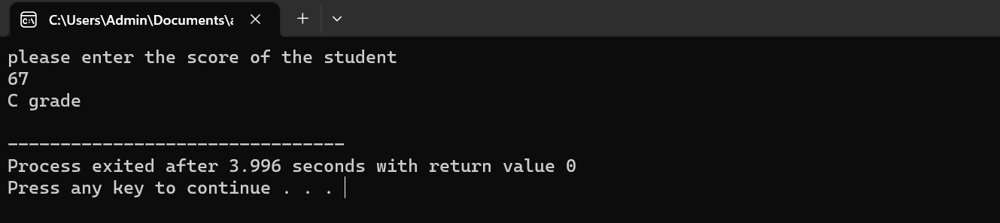 C:\Users\Admin\Documents\a
please enter the score of the student
67
C grade
--------------------------------
Process exited after 3.996 seconds with return value 0
Press any key to continue . . .